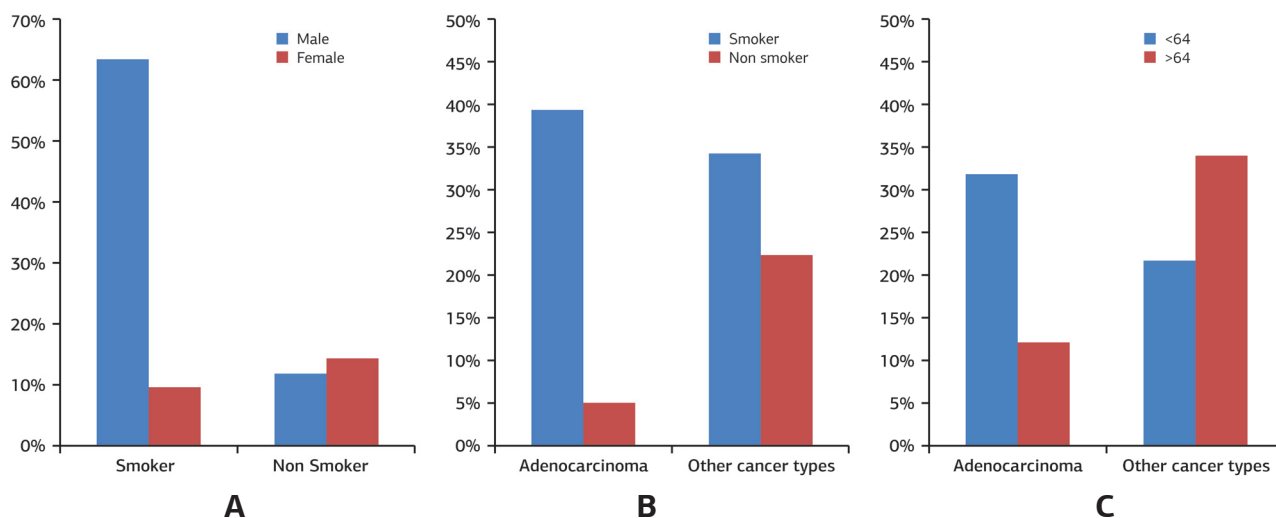 70%
60%
50%
40%
30%
20%
10%
0%
Male
Female
Smoker
Non Smoker
A
50%
45%
40%
35%
30%
25%
20%
15%
10%
5%
0%
Smoker
Non smoker
Adenocarcinoma
Other cancer types
B
50%
45%
40%
35%
30%
25%
20%
15%
10%
5%
0%
<64
>64
Adenocarcinoma
Other cancer types
C